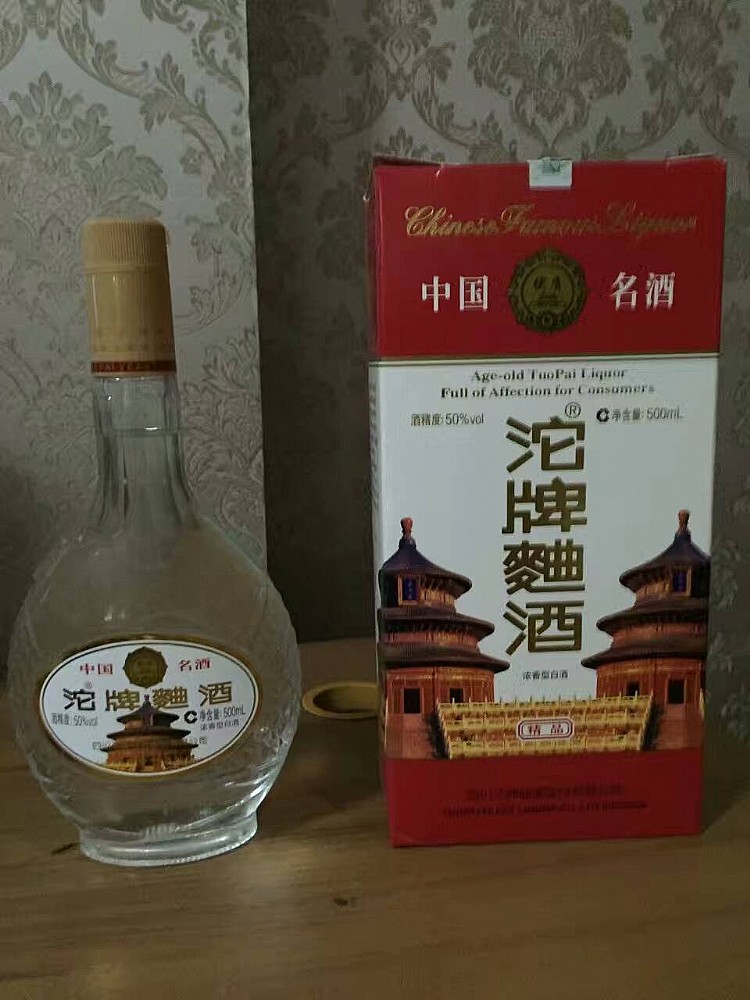 Chinese Famous Liquor
中国 名酒
Age-old TuoPai Liquor
Full of Affection for Consumers
酒精度:50%vol
净含量:500mL
沱牌麯酒
®
浓香型白酒
精品
中国 名酒
沱®牌麯酒
酒精度:50%vol
净含量:500mL
浓香型白酒